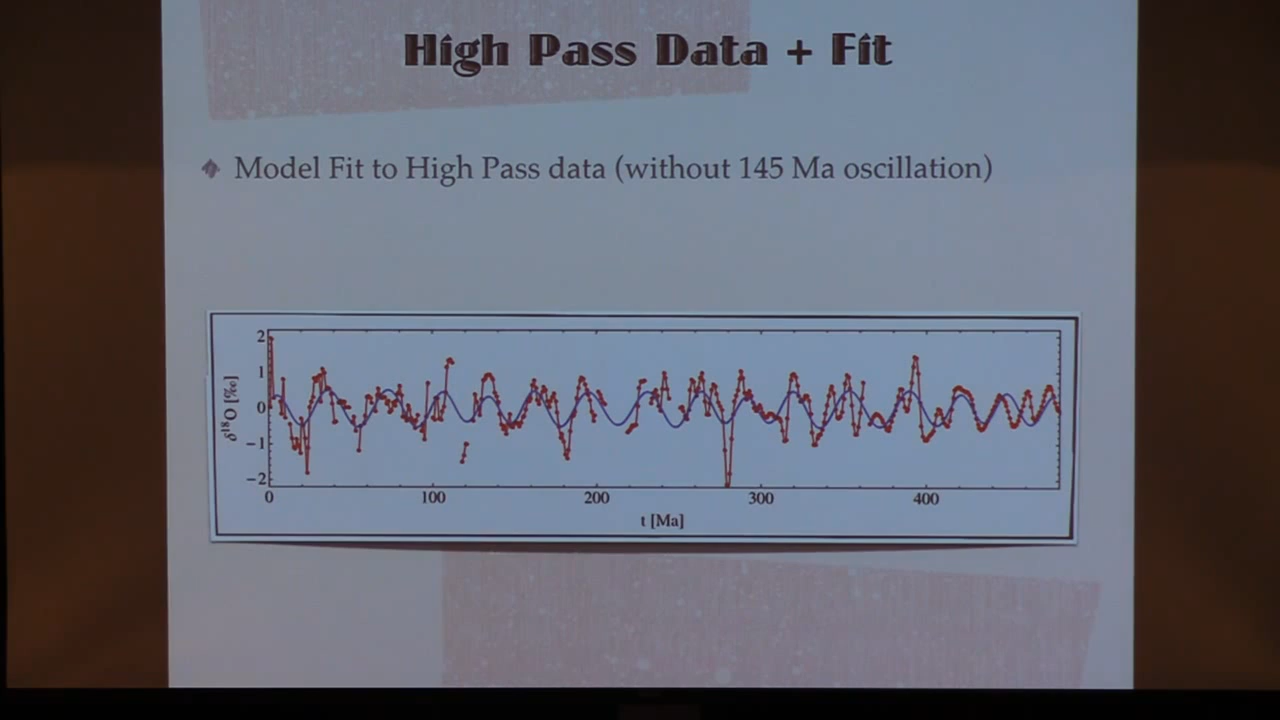 High Pass Data + Fit
Model Fit to High Pass data (without 145 Ma oscillation)
2
1
0
−1
−2
δ¹⁸O [‰]
0 100 200 300 400
t [Ma]